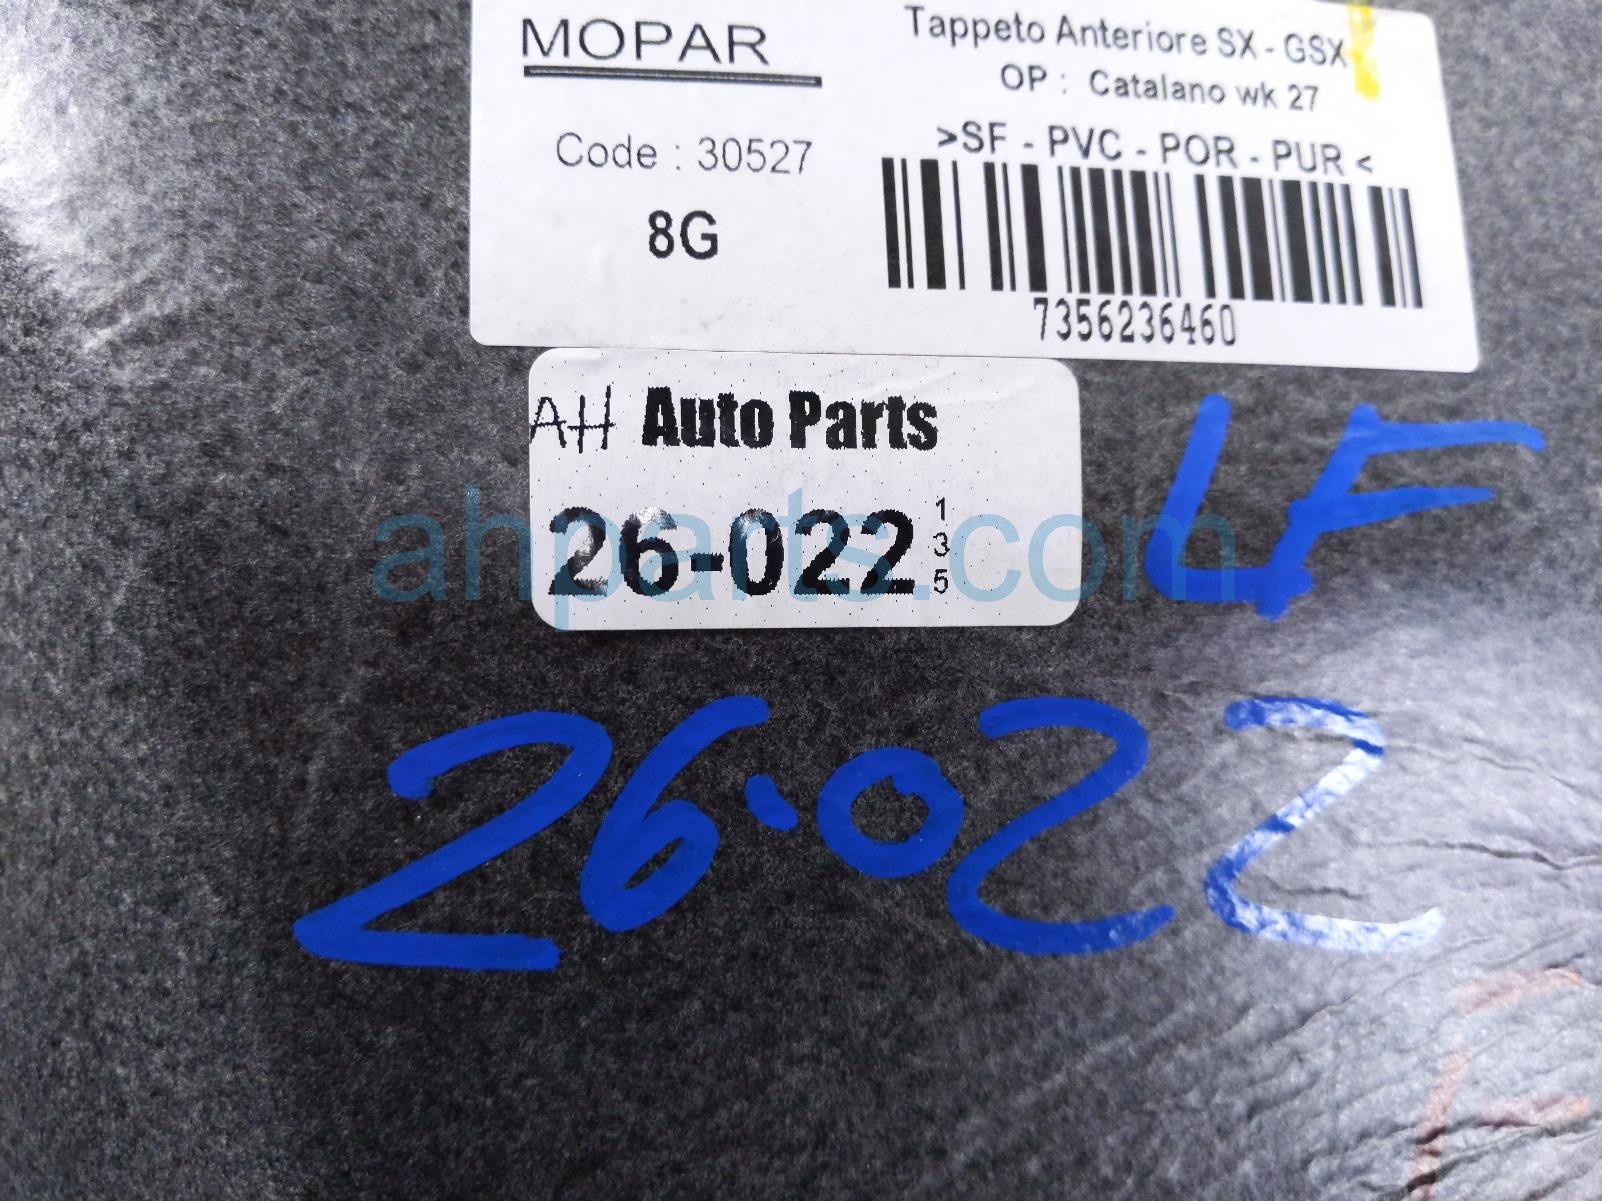 MOPAR
Code : 30527
8G
Tappeto Anteriore SX - GSX
OP : Catalano wk 27
>SF - PVC - POR - PUR <
7356236460
AH Auto Parts
26-022
1
3
5
LF
ahparts.com
26-022